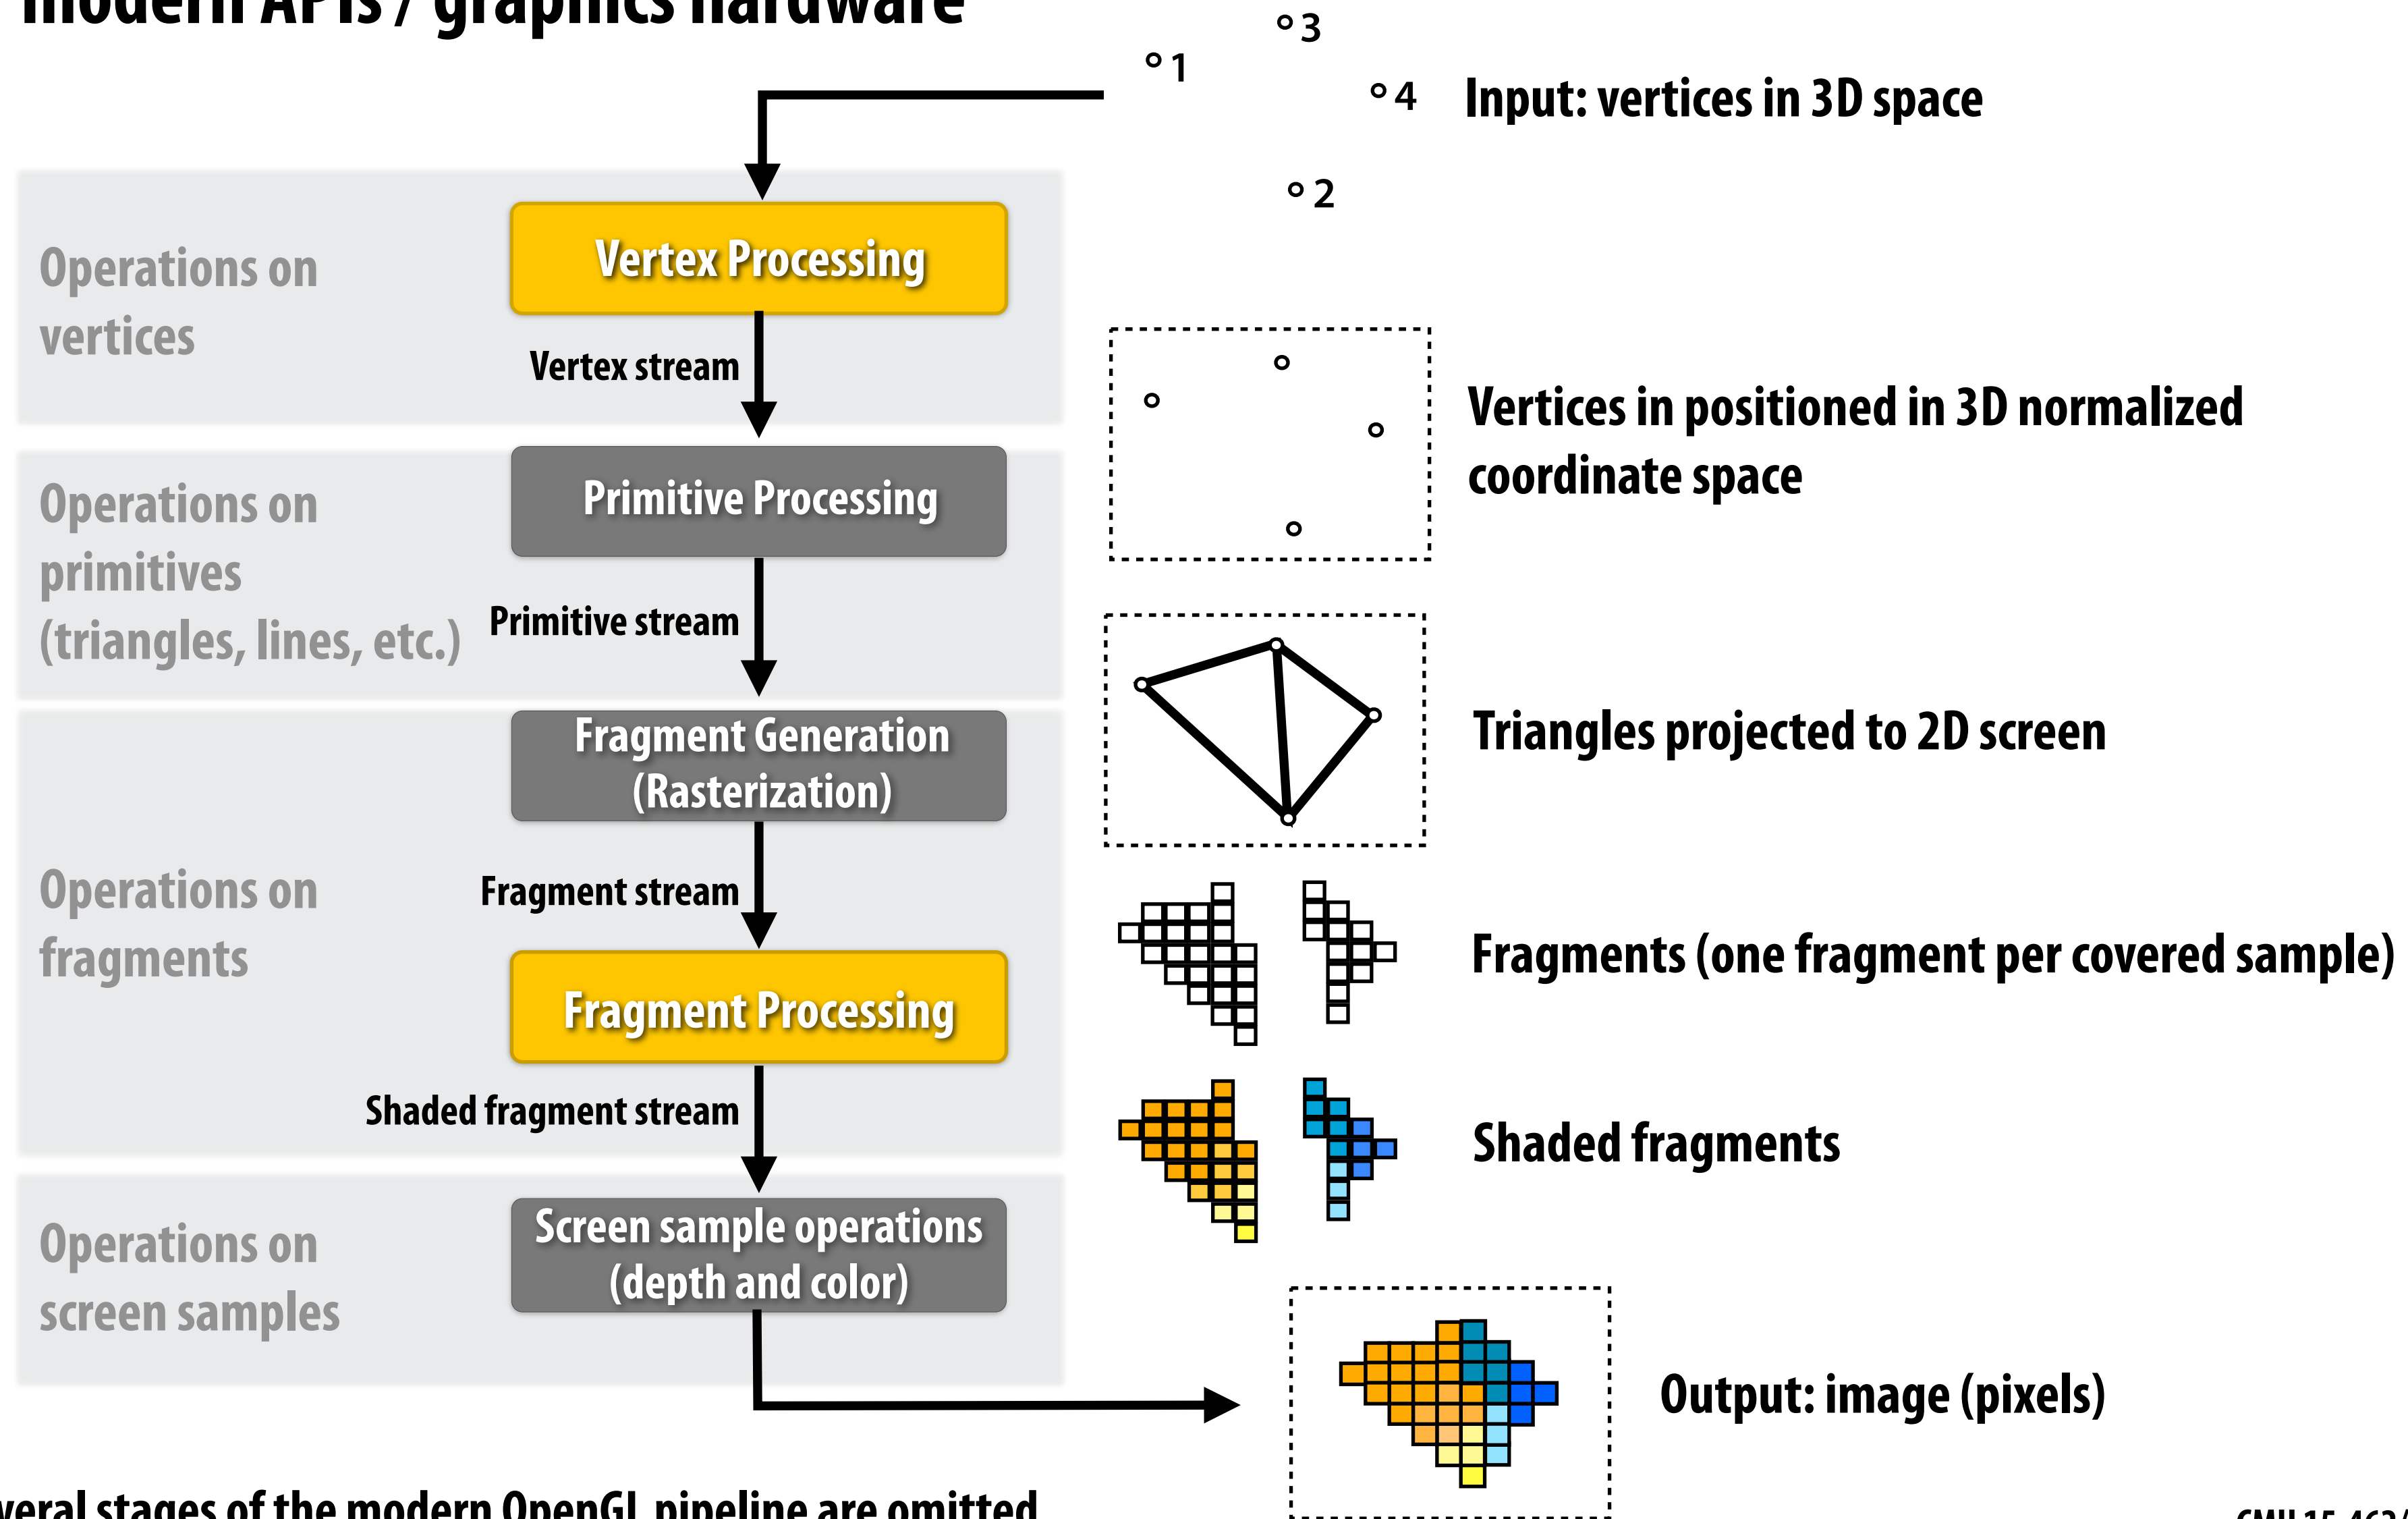 modern APIs / graphics hardware
3
1
4
Input: vertices in 3D space
2
Operations on
vertices
Vertex Processing
Vertex stream
Vertices in positioned in 3D normalized
coordinate space
Operations on
primitives
(triangles, lines, etc.)
Primitive Processing
Primitive stream
Triangles projected to 2D screen
Operations on
fragments
Fragment Generation
(Rasterization)
Fragment stream
Fragments (one fragment per covered sample)
Fragment Processing
Shaded fragment stream
Shaded fragments
Operations on
screen samples
Screen sample operations
(depth and color)
Output: image (pixels)
veral stages of the modern OpenGL pipeline are omitted
CMU 15-462/